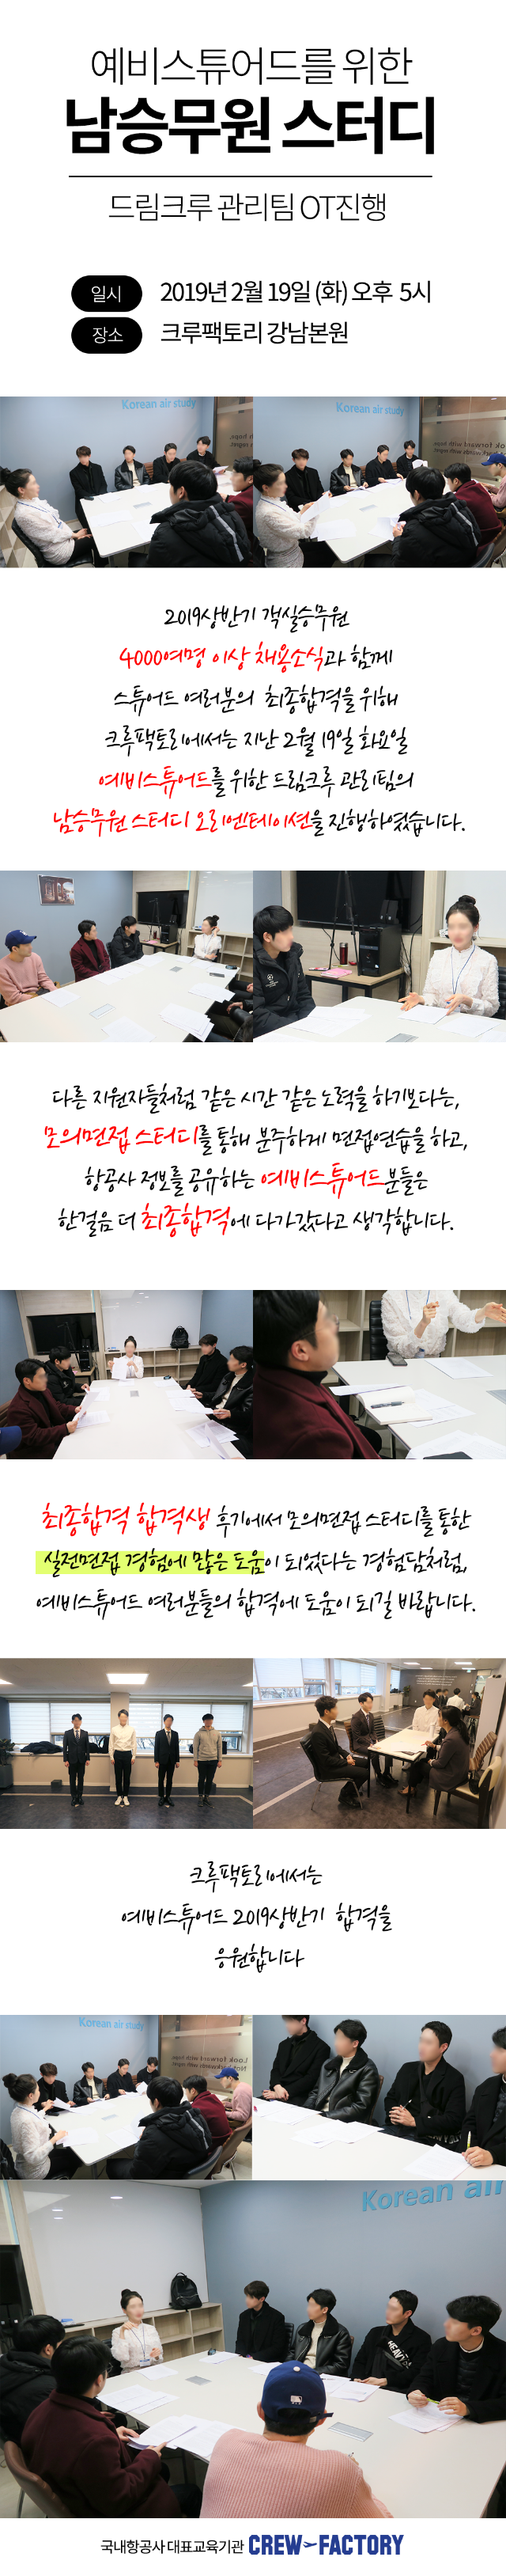 예비스튜어드를 위한
남승무원 스터디
드림크루 관리팀 OT진행
일시 2019년 2월 19일 (화) 오후 5시
장소 크루팩토리 강남본원
Korean air study
Korean air study
2019상반기 객실승무원
4000여명 이상 채용소식과 함께
스튜어드 여러분의 최종합격을 위해
크루팩토리에서는 지난 2월 19일 화요일
예비스튜어드를 위한 드림크루 관리팀의
남승무원 스터디 오리엔테이션을 진행하였습니다.
다른 지원자들처럼 같은 시간 같은 노력을 하기보다는,
모의면접 스터디를 통해 분주하게 면접연습을 하고,
항공사 정보를 공유하는 예비스튜어드분들은
한걸음 더 최종합격에 다가갔다고 생각합니다.
최종합격 합격생 후기에서 모의면접 스터디를 통한
실전면접 경험에 많은 도움이 되었다는 경험담처럼,
예비스튜어드 여러분들의 합격에 도움이 되길 바랍니다.
크루팩토리에서는
예비스튜어드 2019상반기 합격을
응원합니다
Korean air study
Look forward with hope
Korean air
국내항공사 대표교육기관 CREW FACTORY